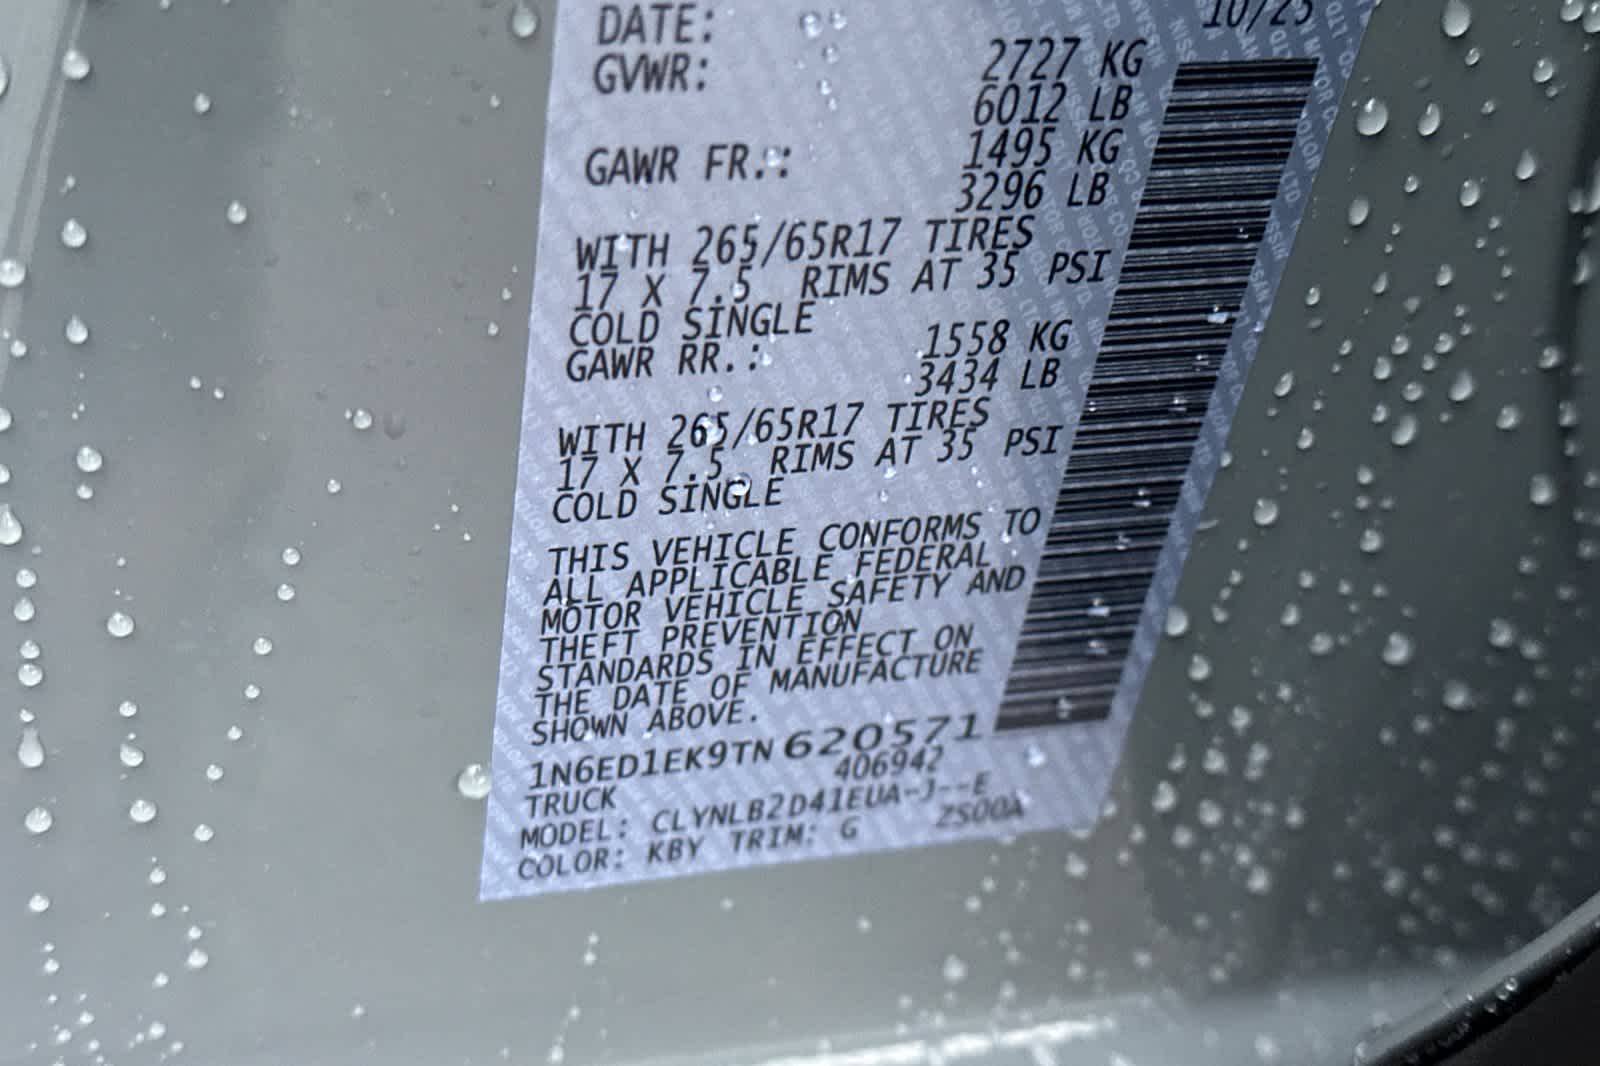 DATE: 10/25
GVWR: 2727 KG
6012 LB
GAWR FR.: 1495 KG
3296 LB
WITH 265/65R17 TIRES
17 X 7.5 RIMS AT 35 PSI
COLD SINGLE
GAWR RR.: 1558 KG
3434 LB
WITH 265/65R17 TIRES
17 X 7.5 RIMS AT 35 PSI
COLD SINGLE
THIS VEHICLE CONFORMS TO
ALL APPLICABLE FEDERAL
MOTOR VEHICLE SAFETY AND
THEFT PREVENTION
STANDARDS IN EFFECT ON
THE DATE OF MANUFACTURE
SHOWN ABOVE.
1N6ED1EK9TN620571
TRUCK 406942
MODEL: CLYNLB2D41EUA-J--E
COLOR: KBY TRIM: G ZS00A